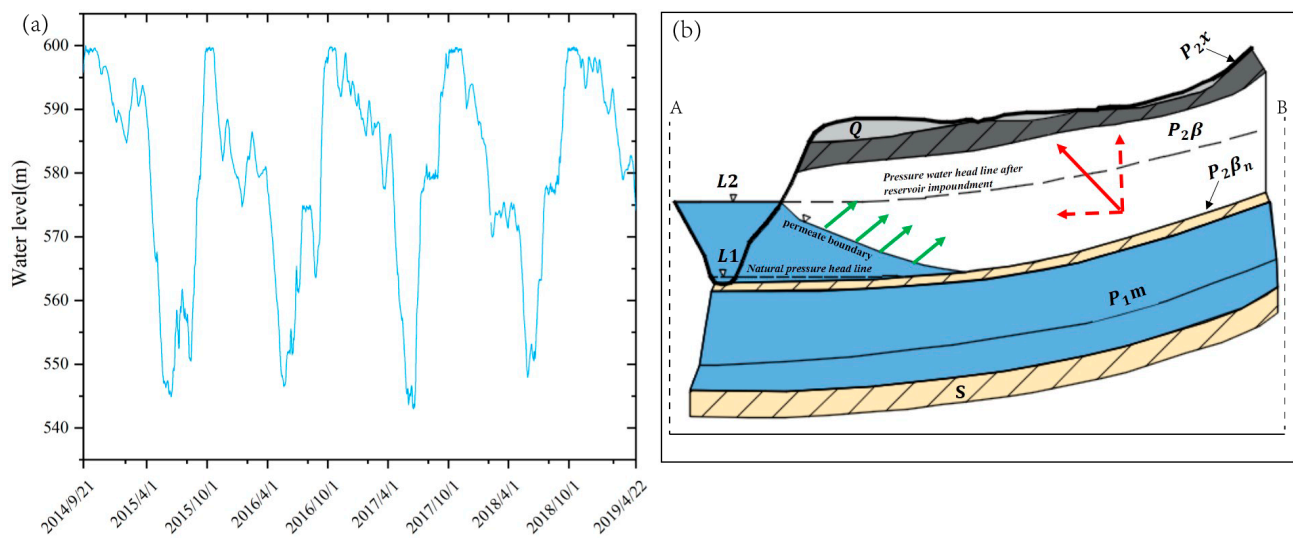 (a)
Water level(m)
600
590
580
570
560
550
540
2014/9/21
2015/4/1
2015/10/1
2016/4/1
2016/10/1
2017/4/1
2017/10/1
2018/4/1
2018/10/1
2019/4/22
(b)
P₂x
A
B
Q
P₂β
P₂βₙ
Pressure water head line after
reservoir impoundment
L2
permeate boundary
L1
Natural pressure head line
P₁m
S